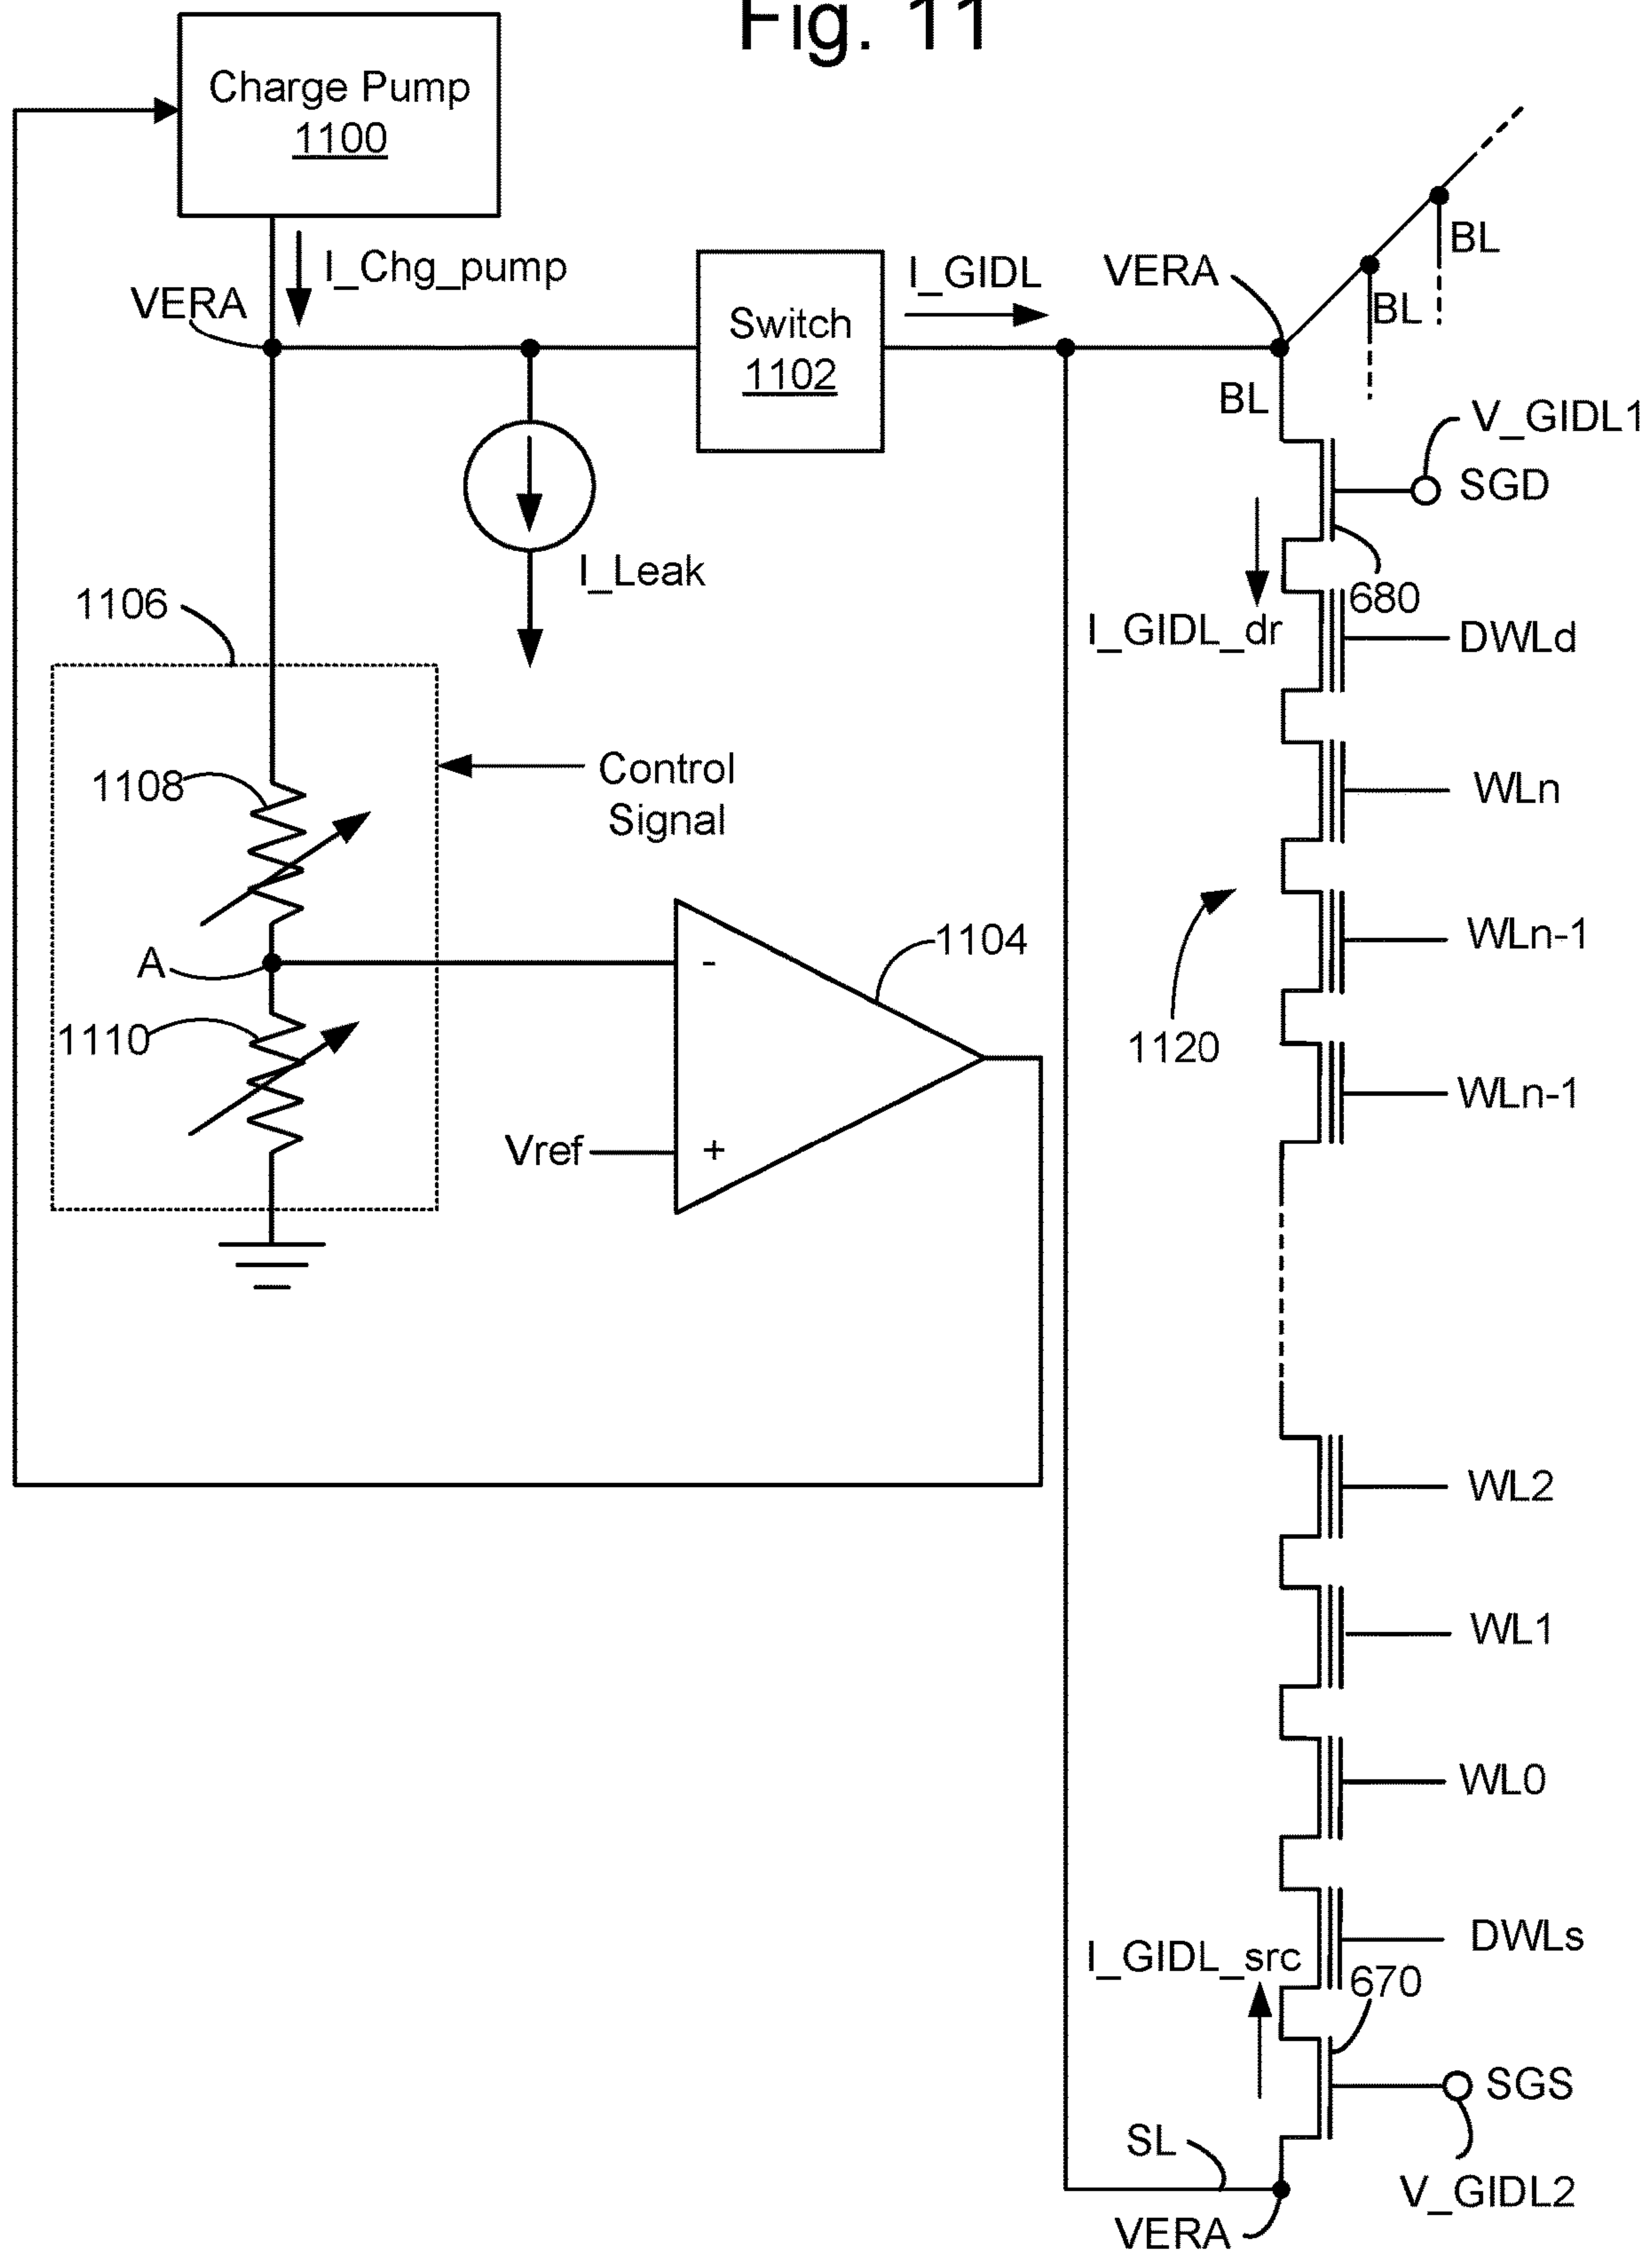 Fig. 11
Charge Pump
1100
I_Chg_pump
VERA
Switch
1102
I_GIDL
VERA
BL
BL
BL
V_GIDL1
SGD
I_Leak
680
I_GIDL_dr
DWLd
1106
Control
Signal
1108
WLn
A
-
1104
WLn-1
1110
1120
WLn-1
Vref
+
WL2
WL1
WL0
DWLs
I_GIDL_src
670
SGS
SL
V_GIDL2
VERA